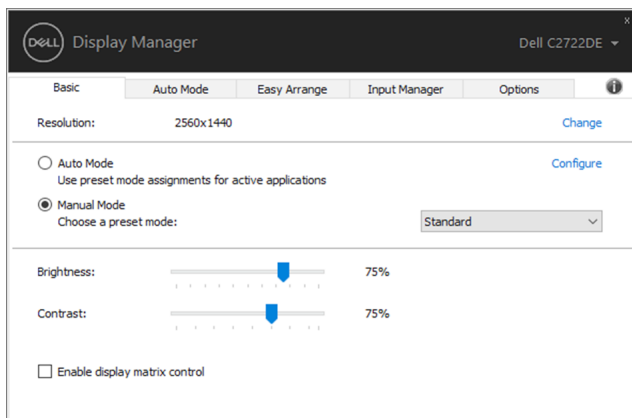 DELL Display Manager Dell C2722DE
Basic Auto Mode Easy Arrange Input Manager Options
Resolution: 2560x1440 Change
Auto Mode Configure
Use preset mode assignments for active applications
Manual Mode
Choose a preset mode: Standard
Brightness: 75%
Contrast: 75%
Enable display matrix control